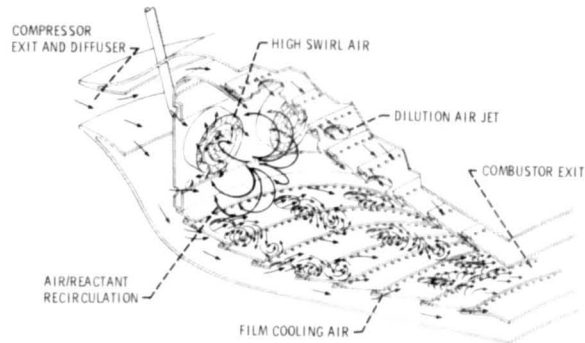 COMPRESSOR
EXIT AND DIFFUSER
HIGH SWIRL AIR
DILUTION AIR JET
COMBUSTOR EXIT
AIR/REACTANT
RECIRCULATION
FILM COOLING AIR